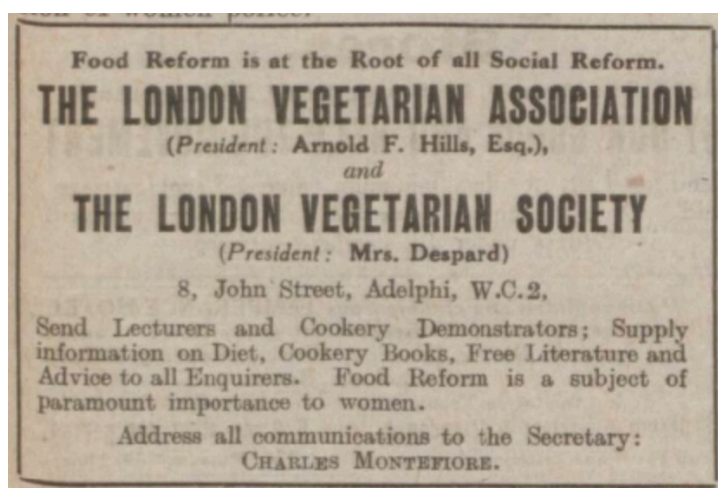 Food Reform is at the Root of all Social Reform.
THE LONDON VEGETARIAN ASSOCIATION
(President: Arnold F. Hills, Esq.),
and
THE LONDON VEGETARIAN SOCIETY
(President: Mrs. Despard)
8, John Street, Adelphi, W.C.2,
Send Lecturers and Cookery Demonstrators; Supply
information on Diet, Cookery Books, Free Literature and
Advice to all Enquirers. Food Reform is a subject of
paramount importance to women.
Address all communications to the Secretary:
CHARLES MONTEFIORE.